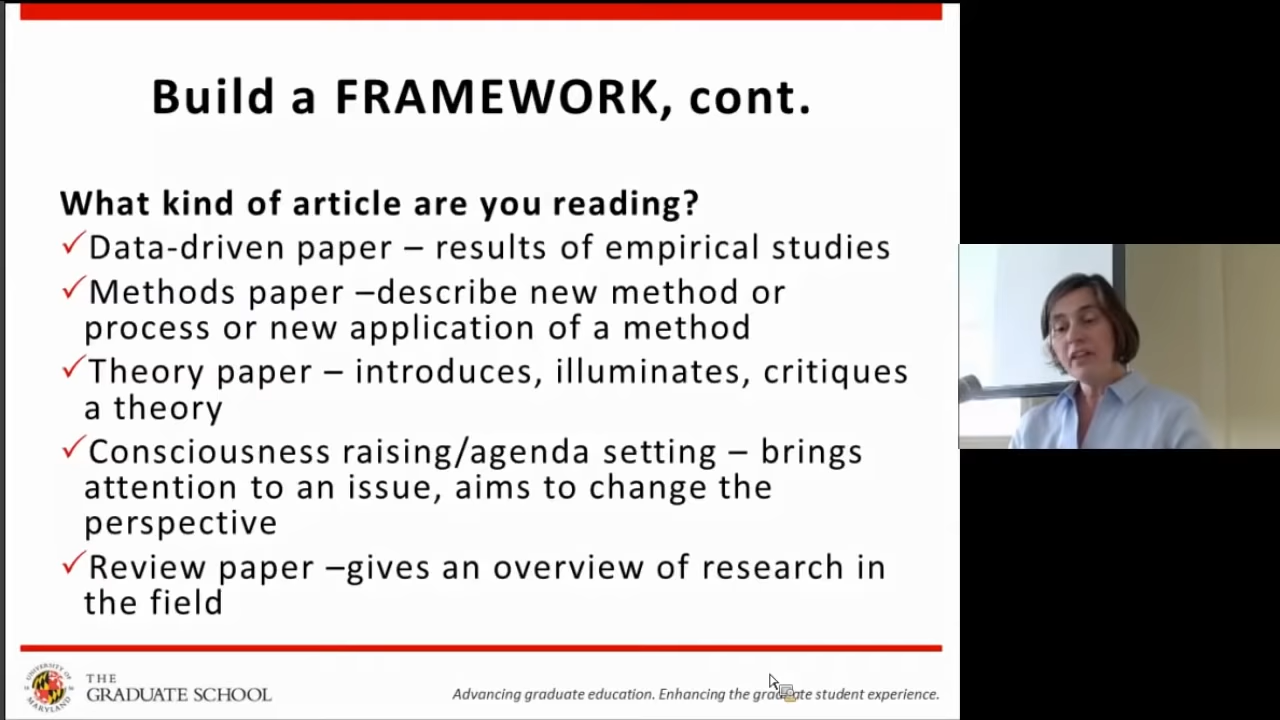 Build a FRAMEWORK, cont.
What kind of article are you reading?
✓Data-driven paper – results of empirical studies
✓Methods paper –describe new method or
process or new application of a method
✓Theory paper – introduces, illuminates, critiques
a theory
✓Consciousness raising/agenda setting – brings
attention to an issue, aims to change the
perspective
✓Review paper –gives an overview of research in
the field
UNIVERSITY OF
MARYLAND
THE
GRADUATE SCHOOL
Advancing graduate education. Enhancing the graduate student experience.